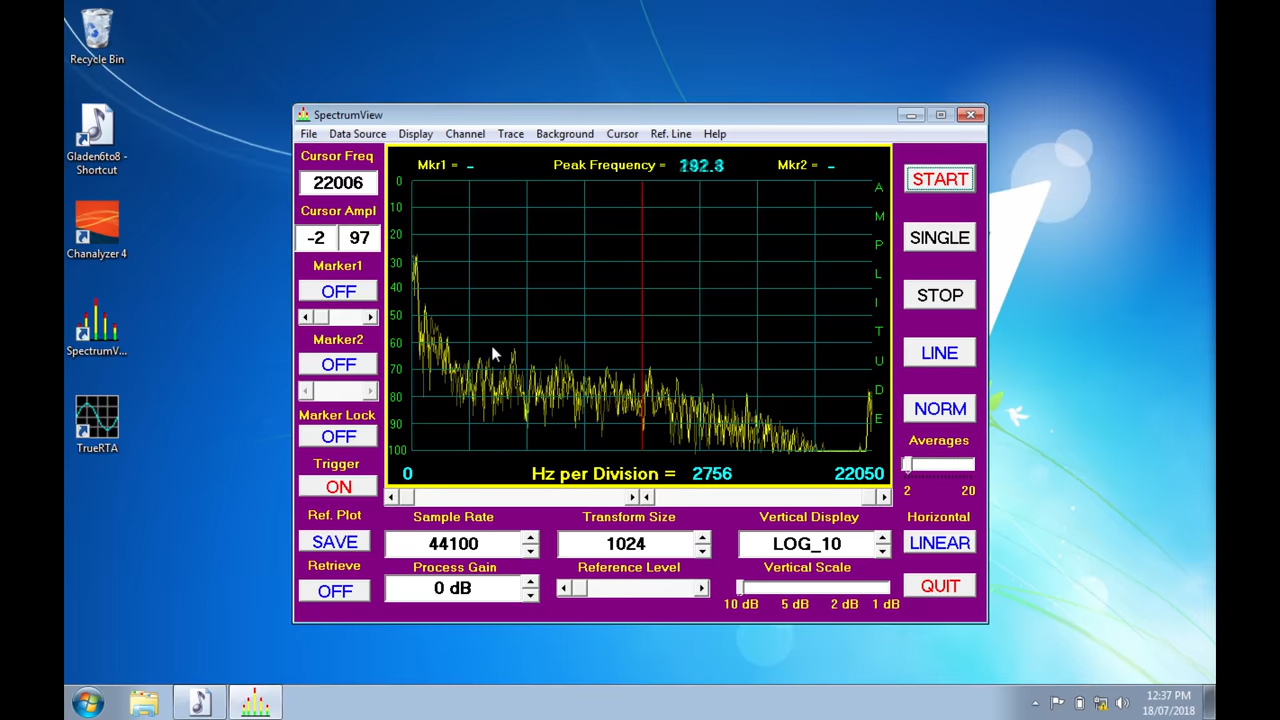 Recycle Bin
Gladen6to8 -
Shortcut
Chanalyzer 4
SpectrumV...
TrueRTA
SpectrumView
File Data Source Display Channel Trace Background Cursor Ref. Line Help
Cursor Freq
22006
Cursor Ampl
-2 97
Marker1
OFF
Marker2
OFF
Marker Lock
OFF
Trigger
ON
Ref. Plot
SAVE
Retrieve
OFF
Mkr1 = - Peak Frequency = Mkr2 = -
0
10
20
30
40
50
60
70
80
90
100
A
M
P
L
I
T
U
D
E
0 Hz per Division = 2756 22050
Sample Rate
44100
Process Gain
0 dB
Transform Size
1024
Reference Level
Vertical Display
LOG_10
Vertical Scale
10 dB 5 dB 2 dB 1 dB
START
SINGLE
STOP
LINE
NORM
Averages
2 20
Horizontal
LINEAR
QUIT
12:37 PM
18/07/2018